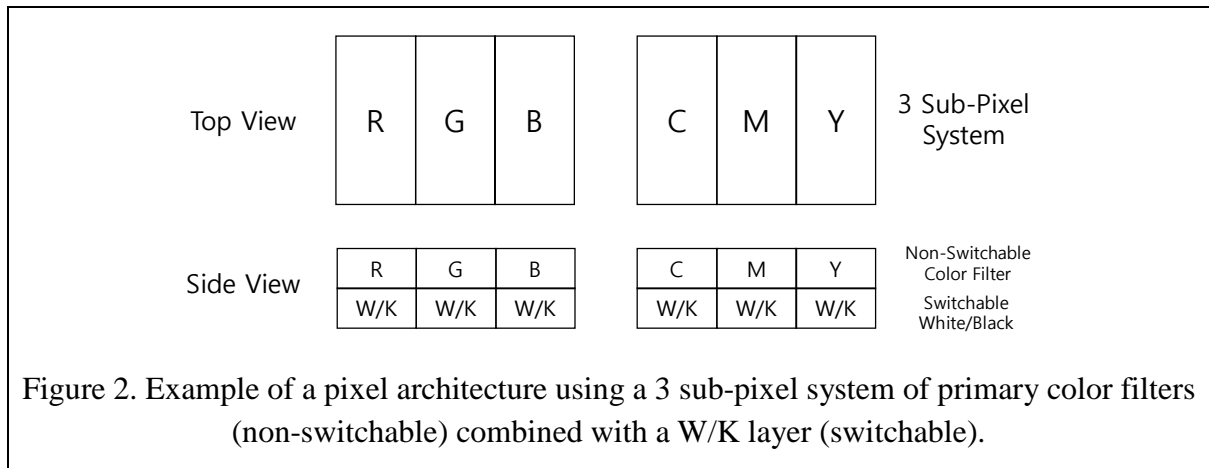 Top View
R G B
C M Y
3 Sub-Pixel
System
Side View
R G B
W/K W/K W/K
C M Y
W/K W/K W/K
Non-Switchable
Color Filter
Switchable
White/Black
Figure 2. Example of a pixel architecture using a 3 sub-pixel system of primary color filters
(non-switchable) combined with a W/K layer (switchable).